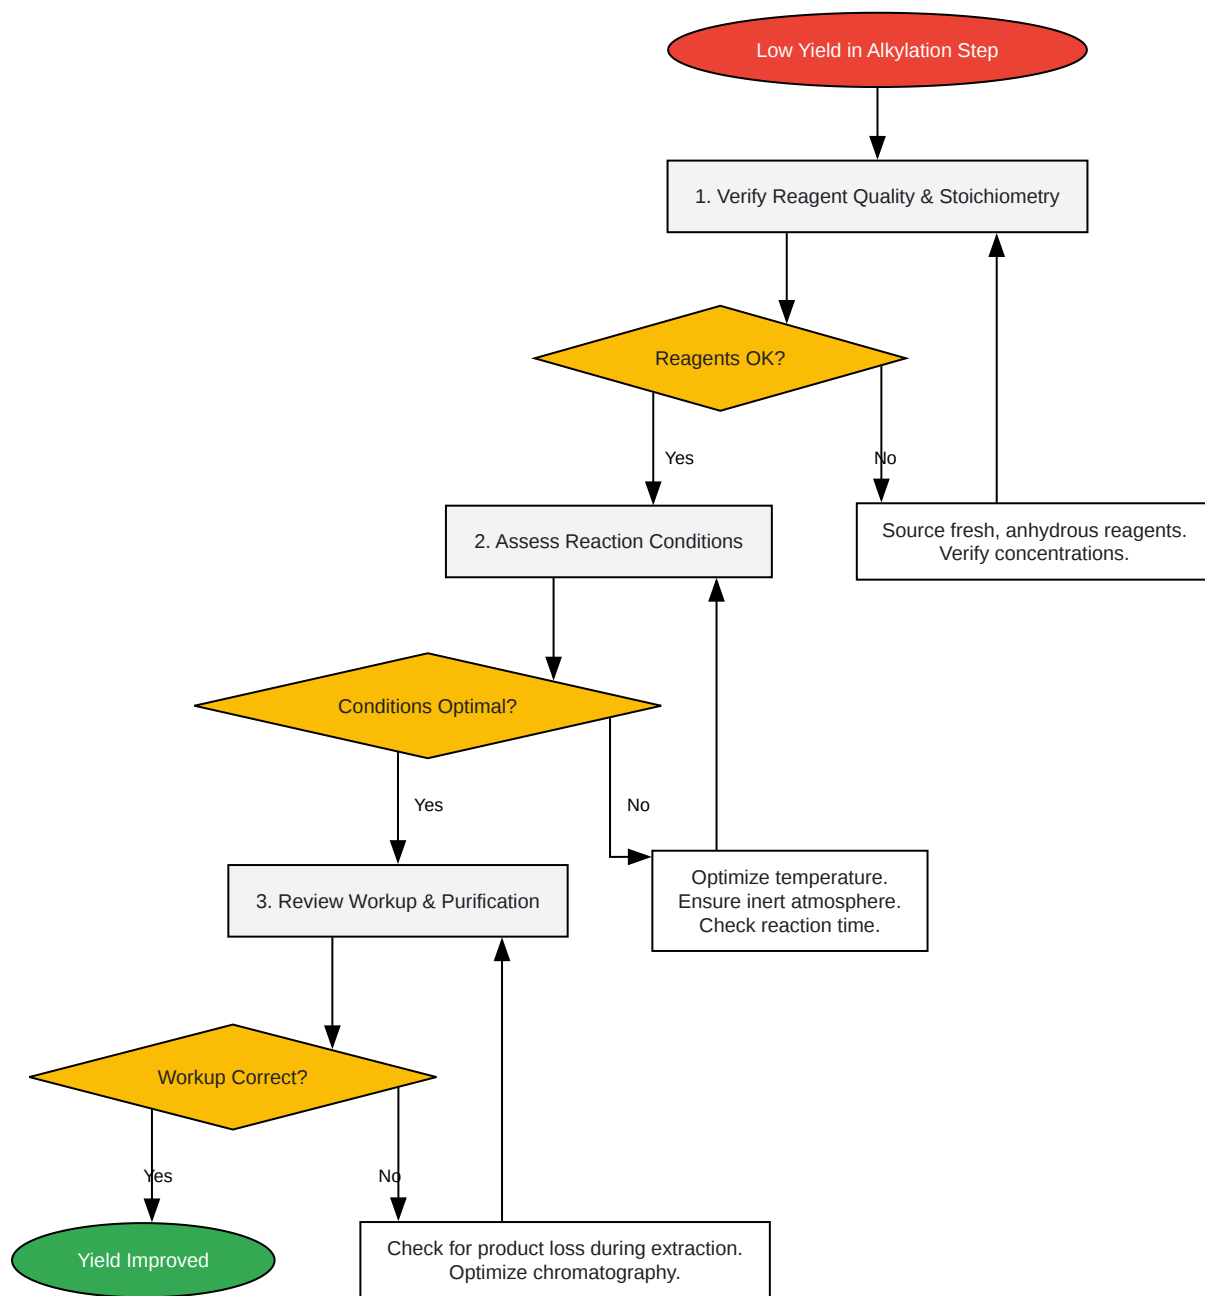 Low Yield in Alkylation Step
1. Verify Reagent Quality & Stoichiometry
Reagents OK?
Yes
No
2. Assess Reaction Conditions
Source fresh, anhydrous reagents.
Verify concentrations.
Conditions Optimal?
Yes
No
3. Review Workup & Purification
Optimize temperature.
Ensure inert atmosphere.
Check reaction time.
Workup Correct?
Yes
No
Yield Improved
Check for product loss during extraction.
Optimize chromatography.